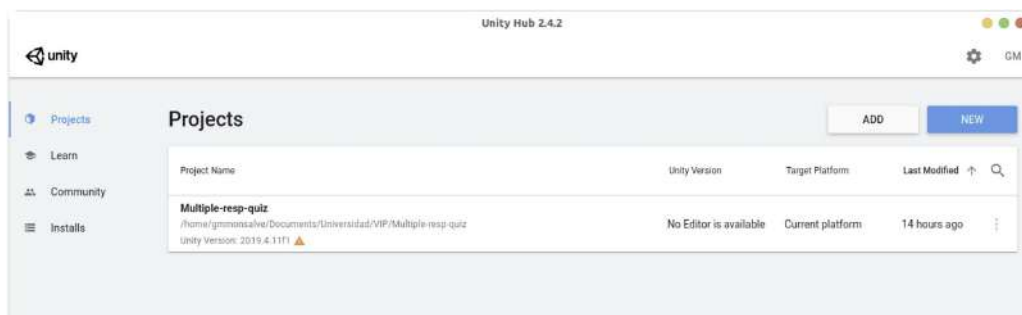 Unity Hub 2.4.2
unity
GM
Projects
Learn
Community
Installs
Projects
ADD
NEW
Project Name
Unity Version
Target Platform
Last Modified
Multiple-resp-quiz
/home/gmmonsalve/Documents/Universidad/VIP/Multiple-resp-quiz
Unity Version: 2019.4.11f1
No Editor is available
Current platform
14 hours ago